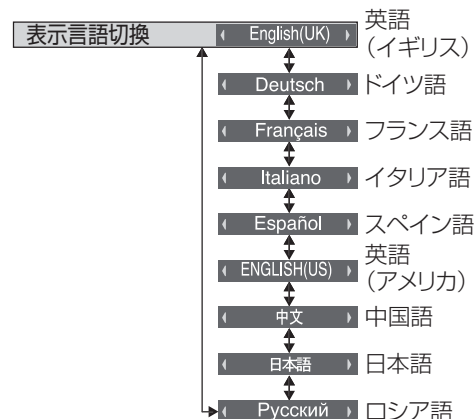 表示言語切換 English(UK) 英語
(イギリス)
Deutsch ドイツ語
Français フランス語
Italiano イタリア語
Español スペイン語
ENGLISH(US) 英語
(アメリカ)
中文 中国語
日本語 日本語
Русский ロシア語